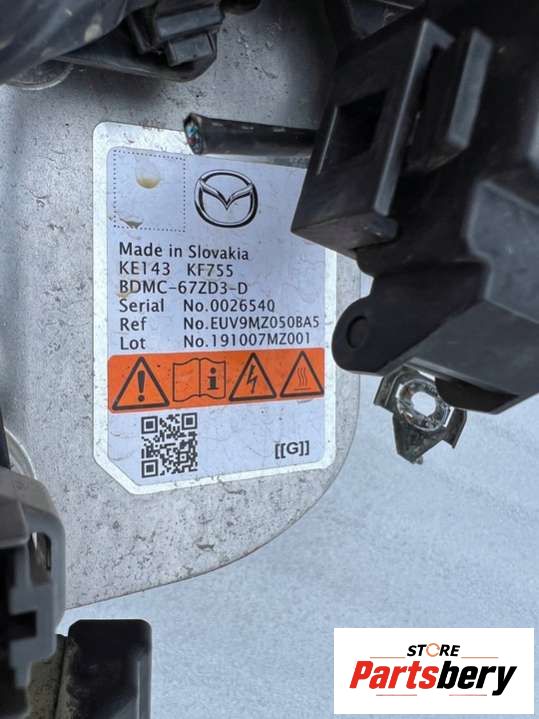 Made in Slovakia
KE143 KF755
BDMC-67ZD3-D
Serial No.0026540
Ref No.EUV9MZ050BA5
Lot No.191007MZ001
[[G]]
STORE
Partsbery